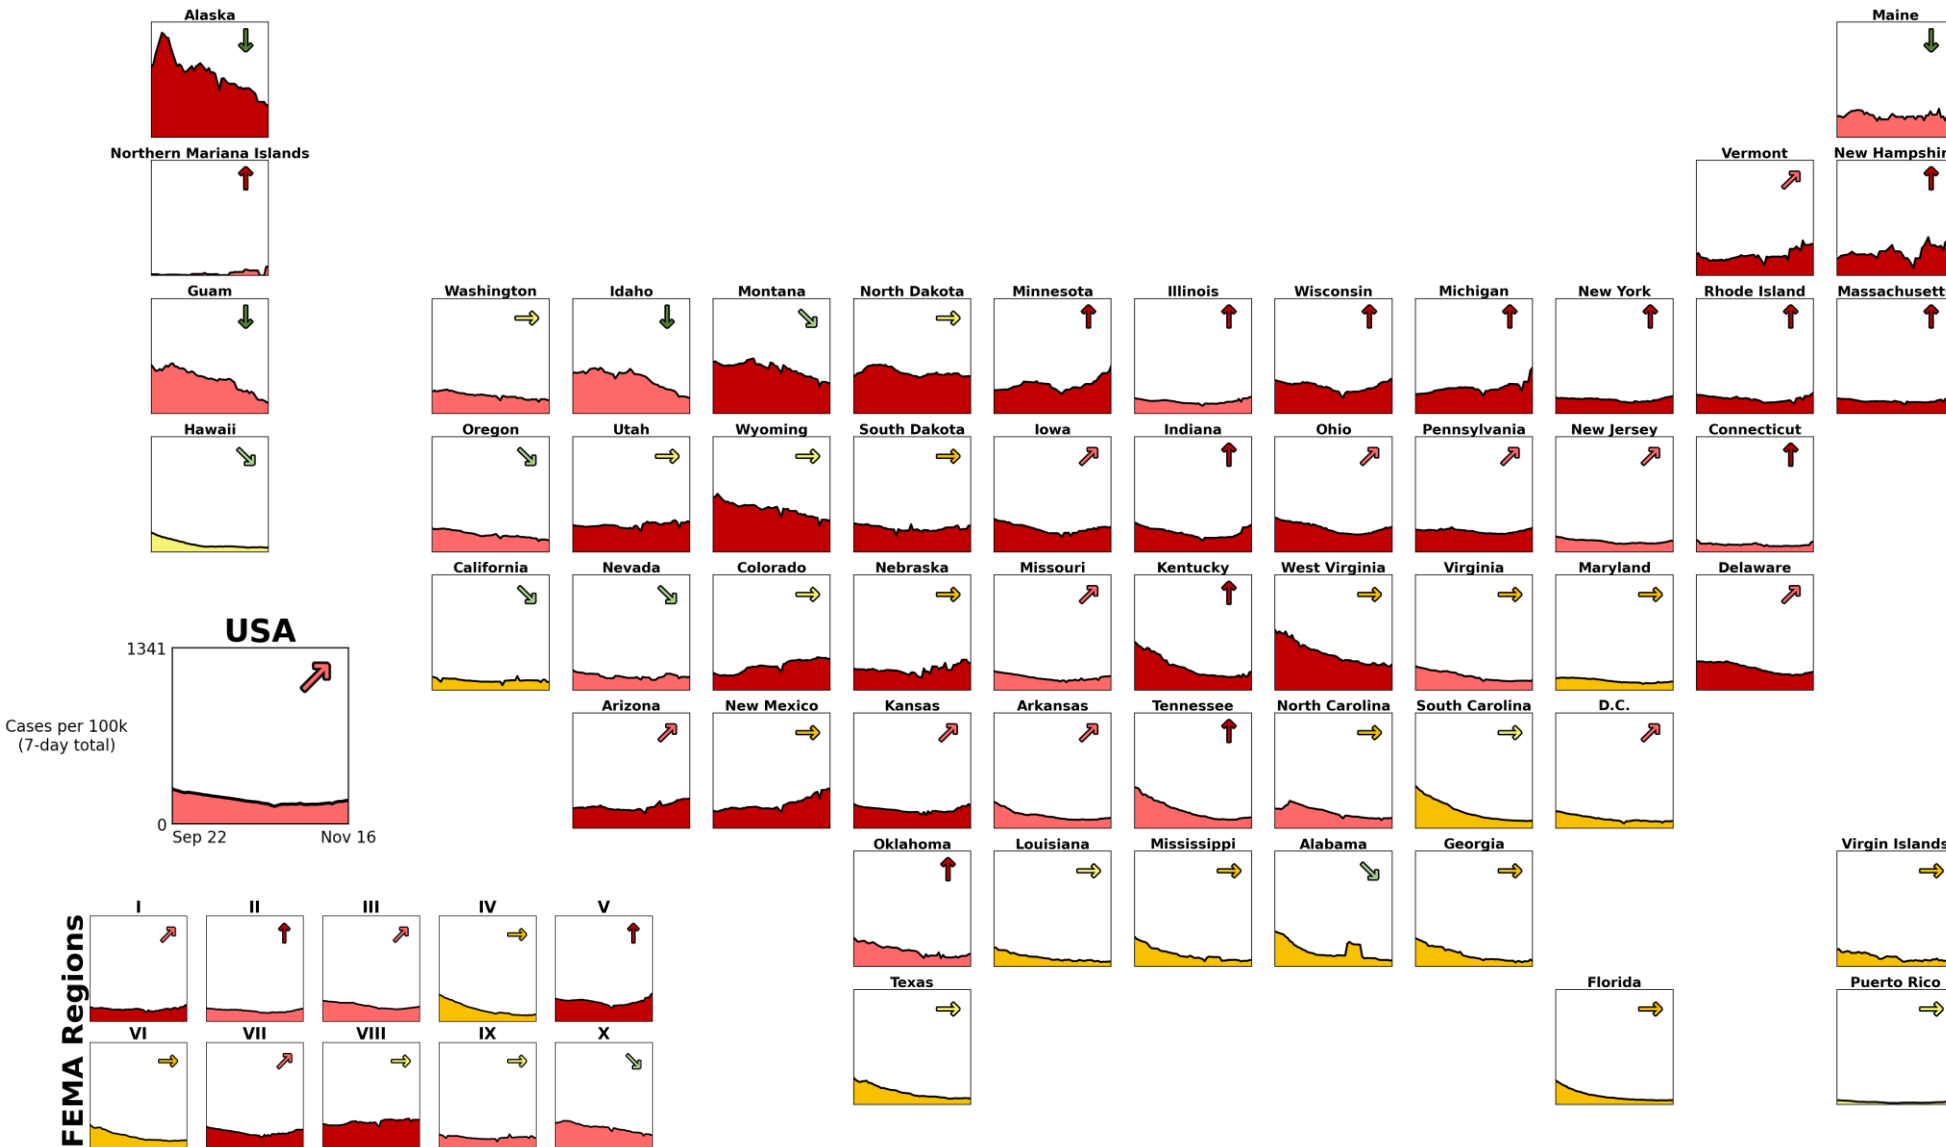 Alaska
Maine
Northern Mariana Islands
Vermont
New Hampshir
Guam
Washington
Idaho
Montana
North Dakota
Minnesota
Illinois
Wisconsin
Michigan
New York
Rhode Island
Massachusett
Hawaii
Oregon
Utah
Wyoming
South Dakota
Iowa
Indiana
Ohio
Pennsylvania
New Jersey
Connecticut
California
Nevada
Colorado
Nebraska
Missouri
Kentucky
West Virginia
Virginia
Maryland
Delaware
USA
1341
Cases per 100k
(7-day total)
0
Sep 22
Nov 16
Arizona
New Mexico
Kansas
Arkansas
Tennessee
North Carolina
South Carolina
D.C.
Oklahoma
Louisiana
Mississippi
Alabama
Georgia
Virgin Islands
Texas
Florida
Puerto Rico
FEMA Regions
I
II
III
IV
V
VI
VII
VIII
IX
X